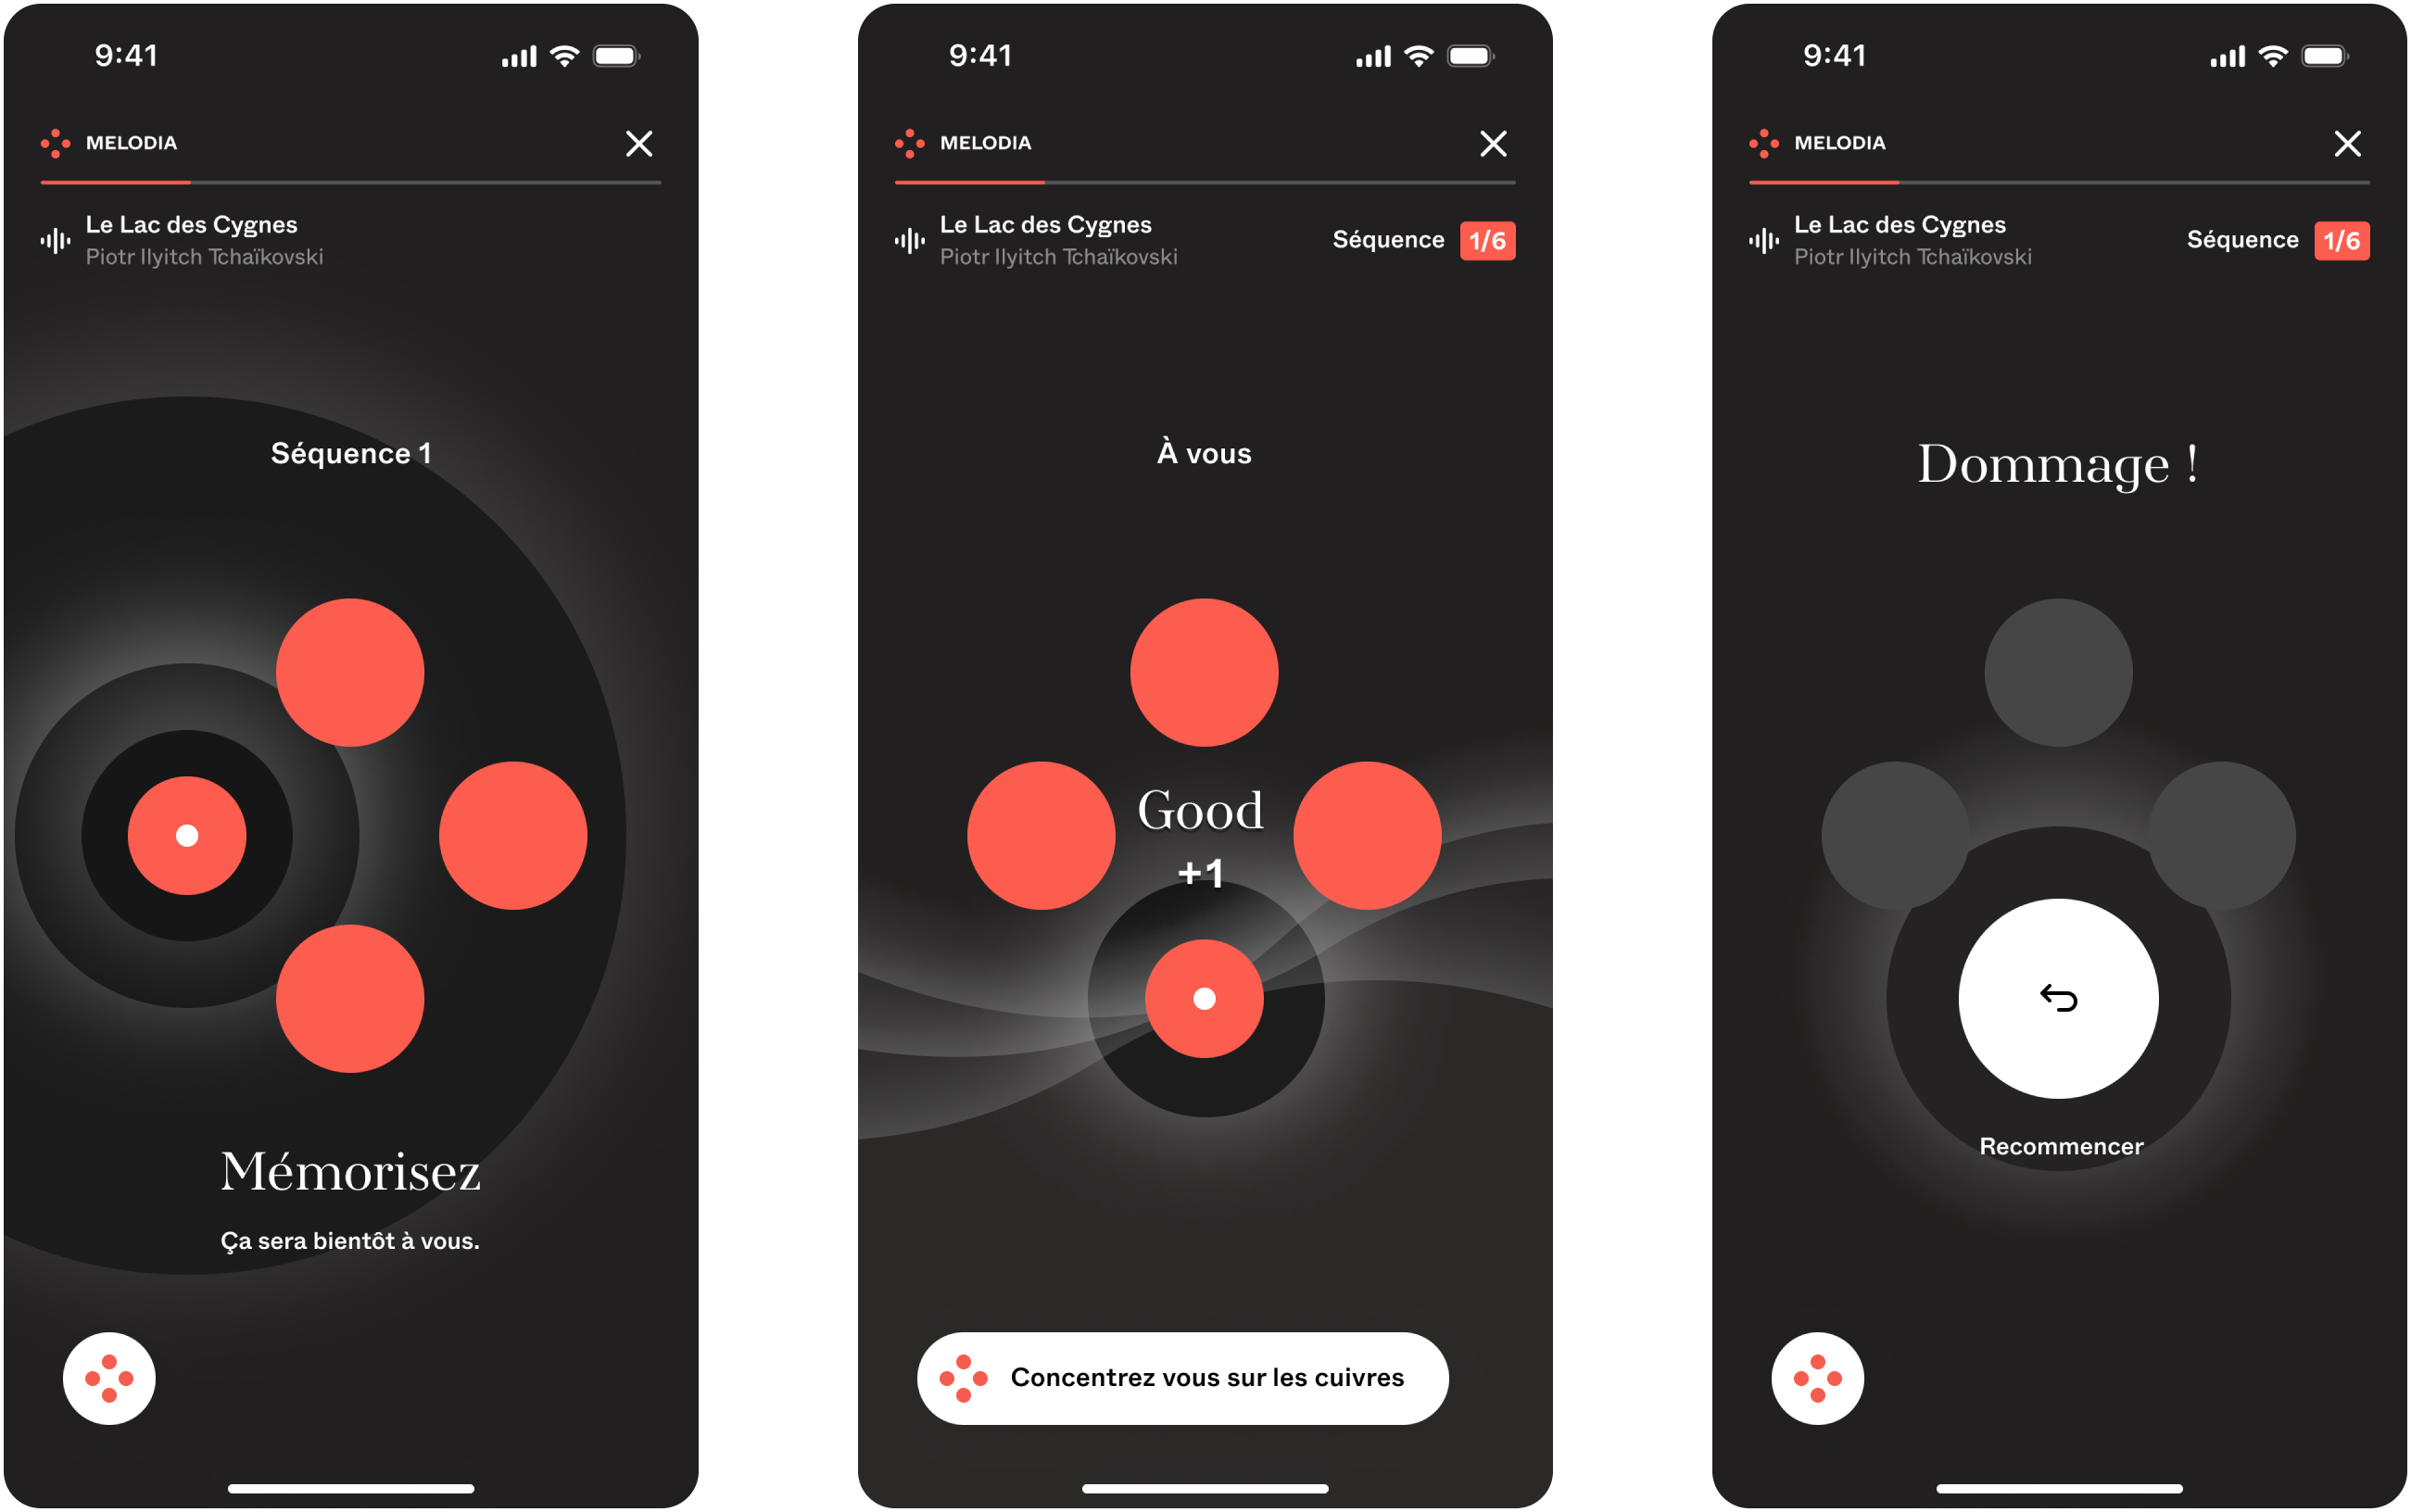 9:41
MELODIA
Le Lac des Cygnes
Piotr Ilyitch Tchaïkovski
Séquence 1
Mémorisez
Ça sera bientôt à vous.
9:41
MELODIA
Le Lac des Cygnes
Piotr Ilyitch Tchaïkovski
Séquence 1/6
À vous
Good
+1
Concentrez vous sur les cuivres
9:41
MELODIA
Le Lac des Cygnes
Piotr Ilyitch Tchaïkovski
Séquence 1/6
Dommage !
Recommencer